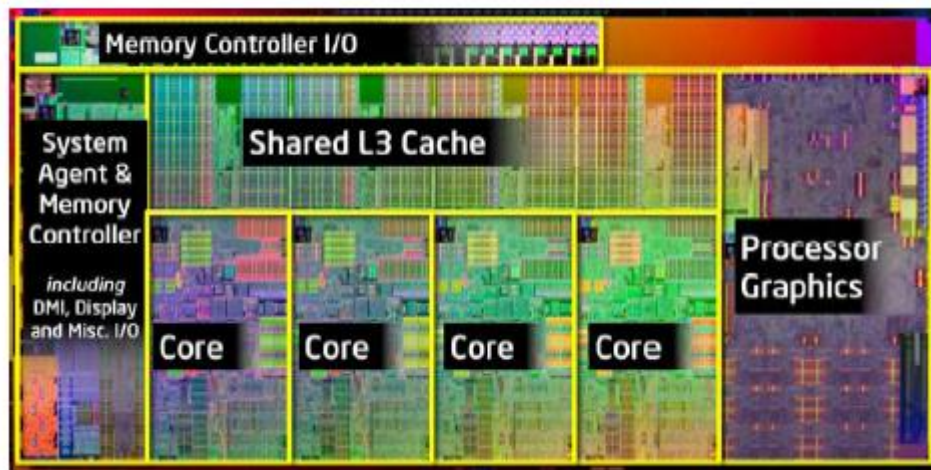 Memory Controller I/O
System
Agent &
Memory
Controller
including
DMI, Display
and Misc. I/O
Shared L3 Cache
Core
Core
Core
Core
Processor
Graphics